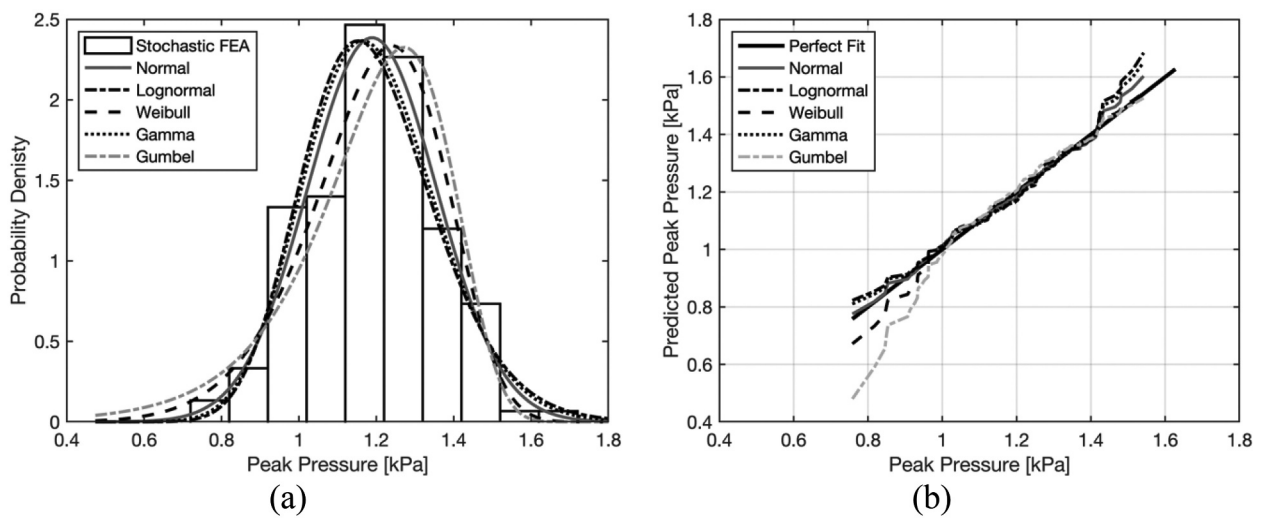 2.5
2
1.5
1
0.5
0
Probability Denisty
Stochastic FEA
Normal
Lognormal
Weibull
Gamma
Gumbel
0.4 0.6 0.8 1 1.2 1.4 1.6 1.8
Peak Pressure [kPa]
(a)
1.8
1.6
1.4
1.2
1
0.8
0.6
0.4
Predicted Peak Pressure [kPa]
Perfect Fit
Normal
Lognormal
Weibull
Gamma
Gumbel
0.4 0.6 0.8 1 1.2 1.4 1.6 1.8
Peak Pressure [kPa]
(b)